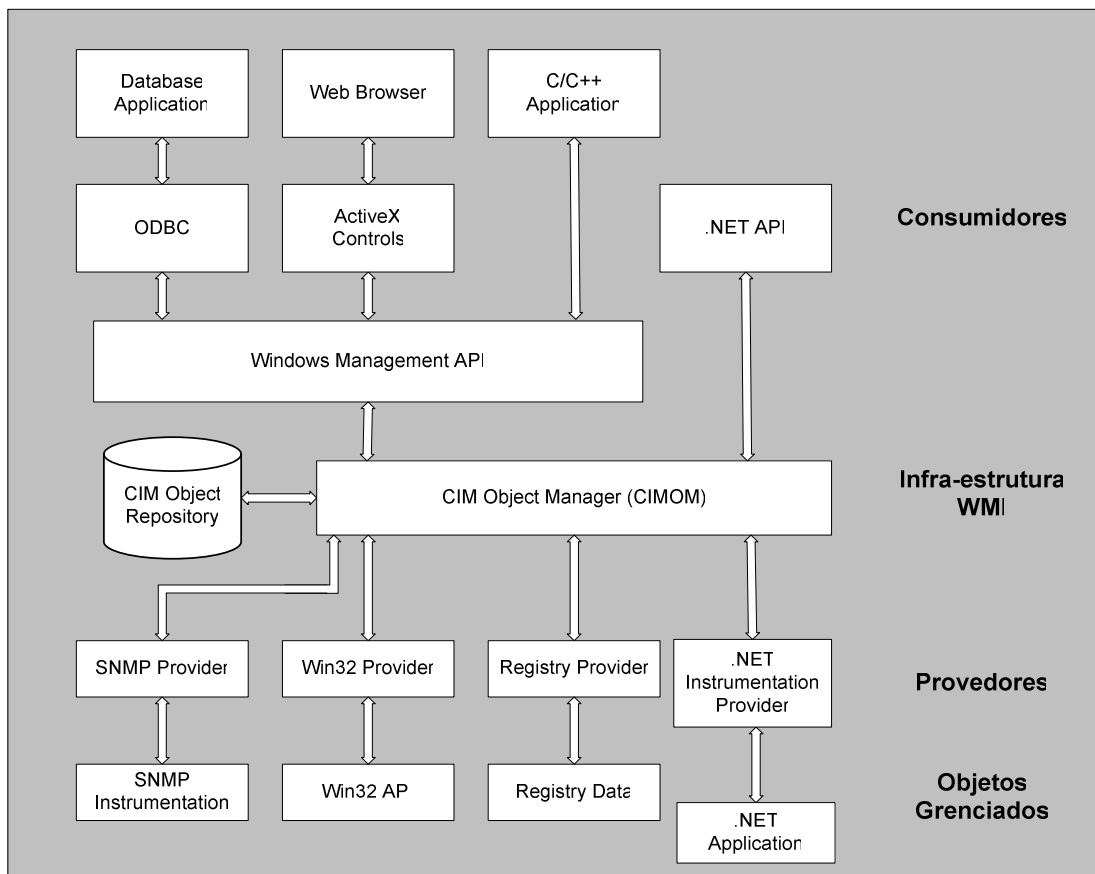 Database
Application
Web Browser
C/C++
Application
ODBC
ActiveX
Controls
.NET API
Consumidores
Windows Management API
CIM Object
Repository
CIM Object Manager (CIMOM)
Infra-estrutura
WMI
SNMP Provider
Win32 Provider
Registry Provider
.NET
Instrumentation
Provider
Provedores
SNMP
Instrumentation
Win32 AP
Registry Data
.NET
Application
Objetos
Grenciados